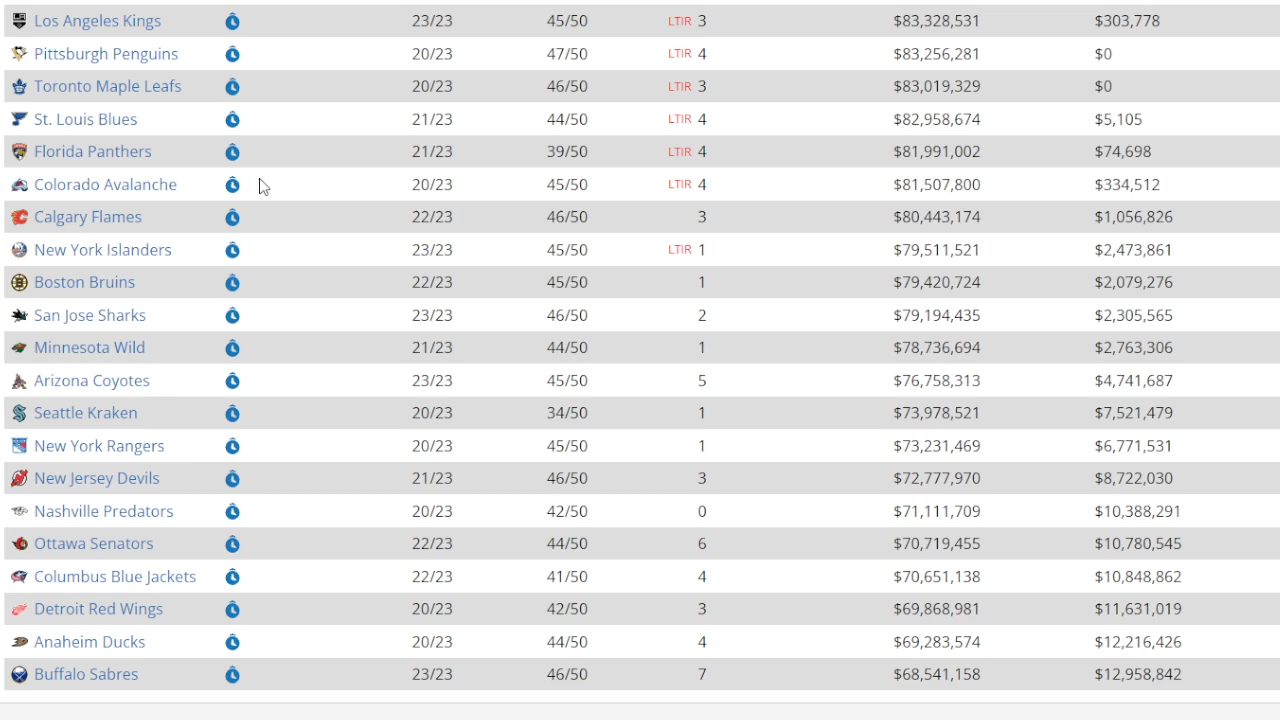 Los Angeles Kings 23/23 45/50 LTIR 3 $83,328,531 $303,778
Pittsburgh Penguins 20/23 47/50 LTIR 4 $83,256,281 $0
Toronto Maple Leafs 20/23 46/50 LTIR 3 $83,019,329 $0
St. Louis Blues 21/23 44/50 LTIR 4 $82,958,674 $5,105
Florida Panthers 21/23 39/50 LTIR 4 $81,991,002 $74,698
Colorado Avalanche 20/23 45/50 LTIR 4 $81,507,800 $334,512
Calgary Flames 22/23 46/50 3 $80,443,174 $1,056,826
New York Islanders 23/23 45/50 LTIR 1 $79,511,521 $2,473,861
Boston Bruins 22/23 45/50 1 $79,420,724 $2,079,276
San Jose Sharks 23/23 46/50 2 $79,194,435 $2,305,565
Minnesota Wild 21/23 44/50 1 $78,736,694 $2,763,306
Arizona Coyotes 23/23 45/50 5 $76,758,313 $4,741,687
Seattle Kraken 20/23 34/50 1 $73,978,521 $7,521,479
New York Rangers 20/23 45/50 1 $73,231,469 $6,771,531
New Jersey Devils 21/23 46/50 3 $72,777,970 $8,722,030
Nashville Predators 20/23 42/50 0 $71,111,709 $10,388,291
Ottawa Senators 22/23 44/50 6 $70,719,455 $10,780,545
Columbus Blue Jackets 22/23 41/50 4 $70,651,138 $10,848,862
Detroit Red Wings 20/23 42/50 3 $69,868,981 $11,631,019
Anaheim Ducks 20/23 44/50 4 $69,283,574 $12,216,426
Buffalo Sabres 23/23 46/50 7 $68,541,158 $12,958,842